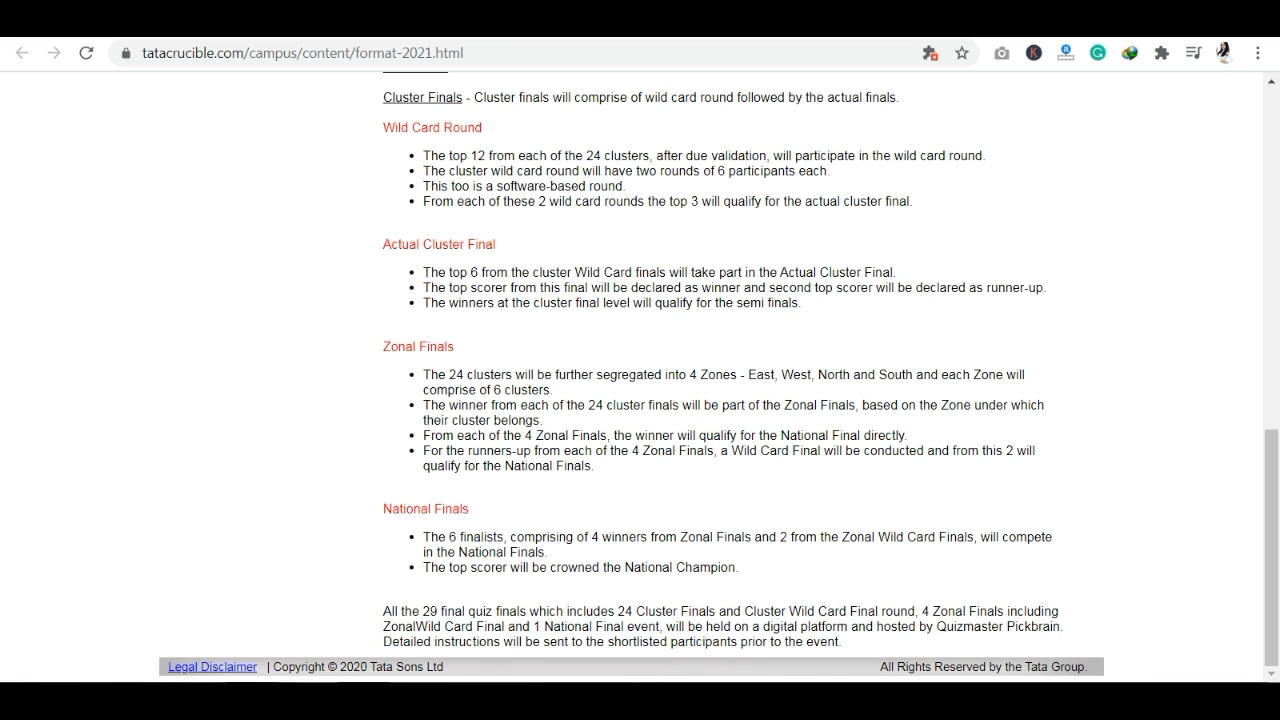 tatacrucible.com/campus/content/format-2021.html
Cluster Finals - Cluster finals will comprise of wild card round followed by the actual finals.
Wild Card Round
• The top 12 from each of the 24 clusters, after due validation, will participate in the wild card round.
• The cluster wild card round will have two rounds of 6 participants each.
• This too is a software-based round.
• From each of these 2 wild card rounds the top 3 will qualify for the actual cluster final.
Actual Cluster Final
• The top 6 from the cluster Wild Card finals will take part in the Actual Cluster Final.
• The top scorer from this final will be declared as winner and second top scorer will be declared as runner-up.
• The winners at the cluster final level will qualify for the semi finals.
Zonal Finals
• The 24 clusters will be further segregated into 4 Zones - East, West, North and South and each Zone will
comprise of 6 clusters.
• The winner from each of the 24 cluster finals will be part of the Zonal Finals, based on the Zone under which
their cluster belongs.
• From each of the 4 Zonal Finals, the winner will qualify for the National Final directly.
• For the runners-up from each of the 4 Zonal Finals, a Wild Card Final will be conducted and from this 2 will
qualify for the National Finals.
National Finals
• The 6 finalists, comprising of 4 winners from Zonal Finals and 2 from the Zonal Wild Card Finals, will compete
in the National Finals.
• The top scorer will be crowned the National Champion.
All the 29 final quiz finals which includes 24 Cluster Finals and Cluster Wild Card Final round, 4 Zonal Finals including
ZonalWild Card Final and 1 National Final event, will be held on a digital platform and hosted by Quizmaster Pickbrain.
Detailed instructions will be sent to the shortlisted participants prior to the event.
Legal Disclaimer | Copyright © 2020 Tata Sons Ltd All Rights Reserved by the Tata Group.